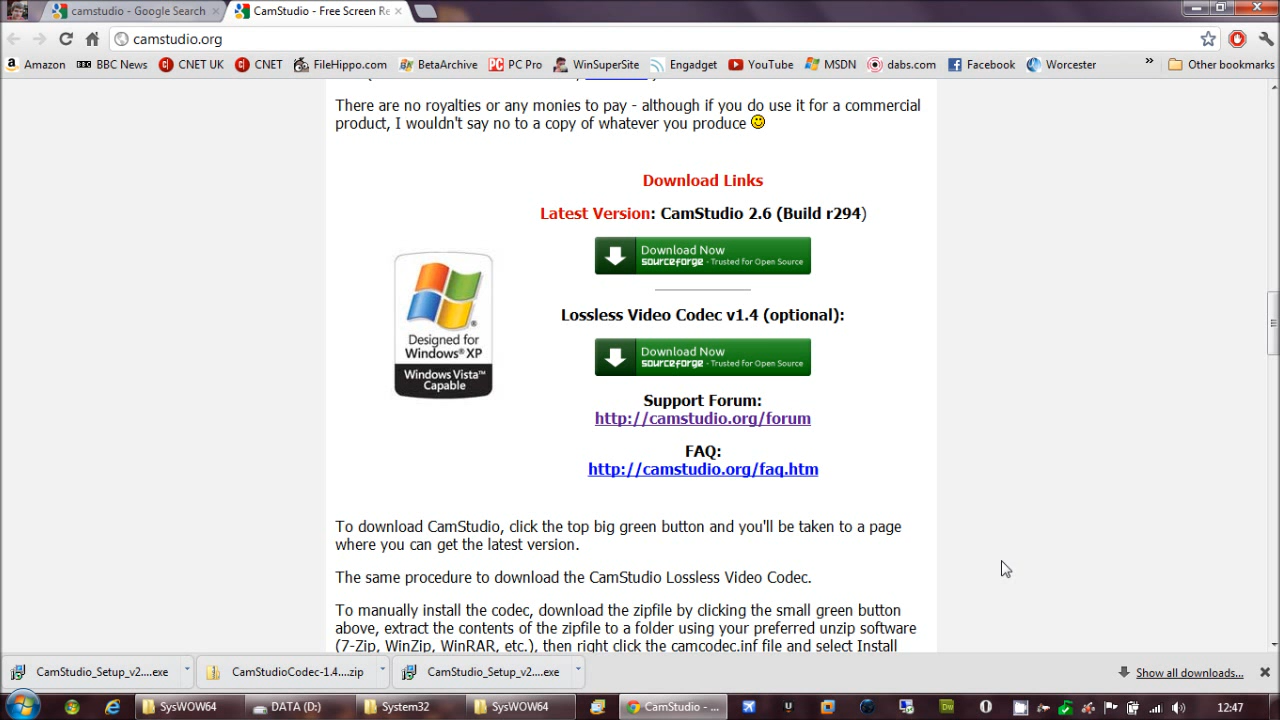 camstudio - Google Search
CamStudio - Free Screen Re
camstudio.org
Amazon
BBC News
CNET UK
CNET
FileHippo.com
BetaArchive
PC Pro
WinSuperSite
Engadget
YouTube
MSDN
dabs.com
Facebook
Worcester
»
Other bookmarks
There are no royalties or any monies to pay - although if you do use it for a commercial
product, I wouldn't say no to a copy of whatever you produce
Download Links
Latest Version: CamStudio 2.6 (Build r294)
Download Now
sourceforge - Trusted for Open Source
Designed for
Windows® XP
Windows Vista™
Capable
Lossless Video Codec v1.4 (optional):
Download Now
sourceforge - Trusted for Open Source
Support Forum:
http://camstudio.org/forum
FAQ:
http://camstudio.org/faq.htm
To download CamStudio, click the top big green button and you'll be taken to a page
where you can get the latest version.
The same procedure to download the CamStudio Lossless Video Codec.
To manually install the codec, download the zipfile by clicking the small green button
above, extract the contents of the zipfile to a folder using your preferred unzip software
(7-Zip, WinZip, WinRAR, etc.), then right click the camcodec.inf file and select Install
CamStudio_Setup_v2....exe
CamStudioCodec-1.4....zip
CamStudio_Setup_v2....exe
Show all downloads...
SysWOW64
DATA (D:)
System32
SysWOW64
CamStudio - ...
12:47